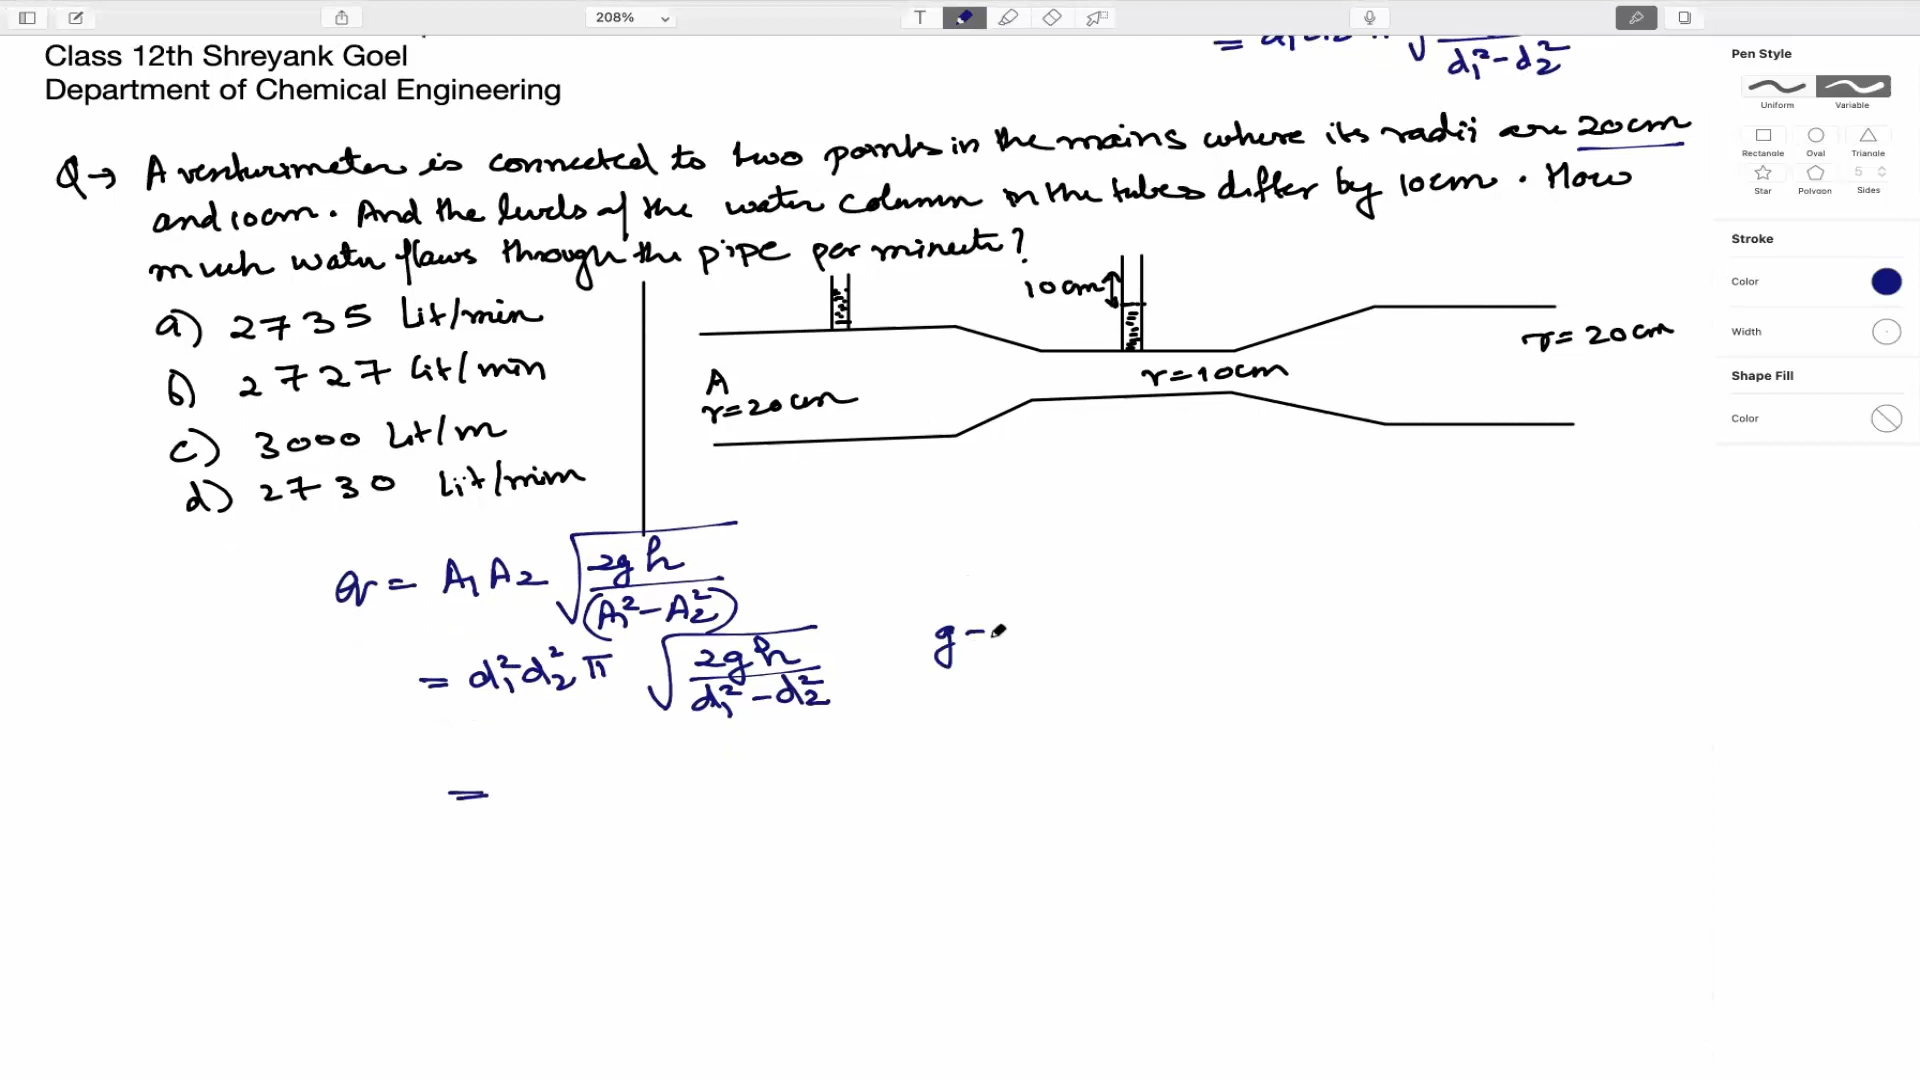 208%
T
Class 12th Shreyank Goel
Department of Chemical Engineering
d₁²-d₂²
Q→ A venturimeter is connected to two points in the mains where its radii are 20cm
and 10cm. And the levels of the water column in the tubes differ by 10cm. How
much water flows through the pipe per minute?
a) 2735 Lit/min
b) 2727 Lit/min
c) 3000 Lit/m
d) 2730 Lit/min
10cm
A
r=20cm
r=10cm
r=20cm
Q = A₁A₂ √(2gh/(A₁²-A₂²))
= d₁²d₂²π √(2gh/d₁²-d₂²)
g-
=
Pen Style
Uniform Variable
Rectangle Oval Triangle
5
Star Polygon Sides
Stroke
Color
Width
Shape Fill
Color